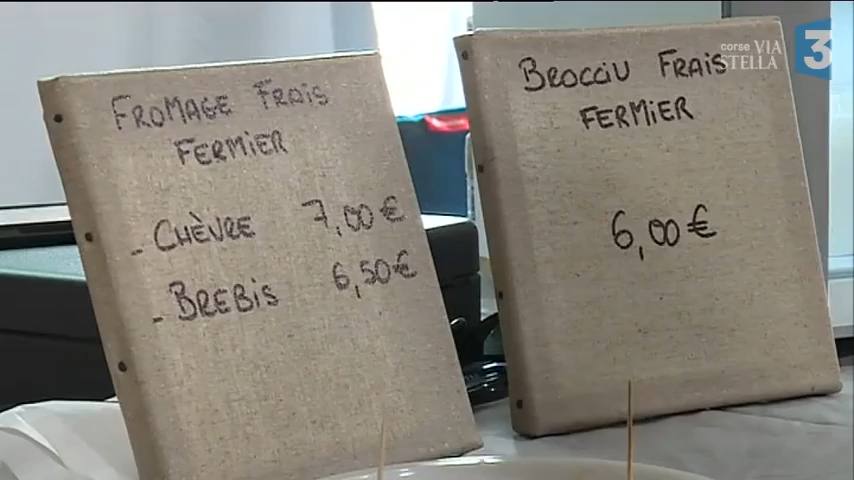 FROMAGE FRAIS
FERMIER
- CHÈVRE 7,00 €
- BREBiS 6,50 €
BROCCiU FRAiS
FERMiER
6,00 €
corse VIA
STELLA
3